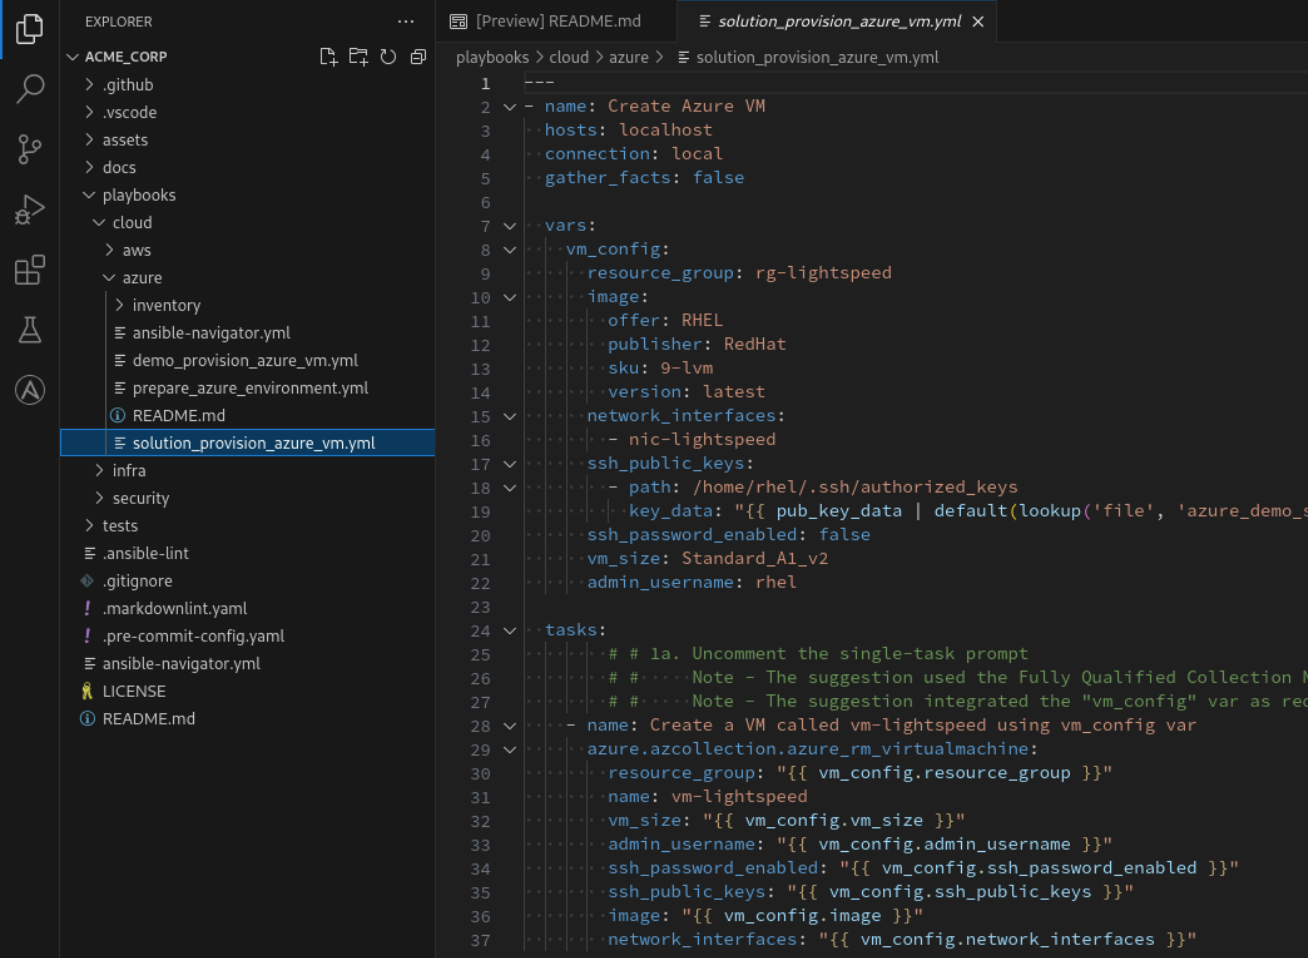 EXPLORER
ACME_CORP
.github
.vscode
assets
docs
playbooks
cloud
aws
azure
inventory
ansible-navigator.yml
demo_provision_azure_vm.yml
prepare_azure_environment.yml
README.md
solution_provision_azure_vm.yml
infra
security
tests
.ansible-lint
.gitignore
.markdownlint.yaml
.pre-commit-config.yaml
ansible-navigator.yml
LICENSE
README.md
[Preview] README.md
solution_provision_azure_vm.yml
playbooks > cloud > azure > solution_provision_azure_vm.yml
1 ---
2 - name: Create Azure VM
3 hosts: localhost
4 connection: local
5 gather_facts: false
6
7 vars:
8 vm_config:
9 resource_group: rg-lightspeed
10 image:
11 offer: RHEL
12 publisher: RedHat
13 sku: 9-lvm
14 version: latest
15 network_interfaces:
16 - nic-lightspeed
17 ssh_public_keys:
18 - path: /home/rhel/.ssh/authorized_keys
19 key_data: "{{ pub_key_data | default(lookup('file', 'azure_demo_s
20 ssh_password_enabled: false
21 vm_size: Standard_A1_v2
22 admin_username: rhel
23
24 tasks:
25 # # 1a. Uncomment the single-task prompt
26 # # Note - The suggestion used the Fully Qualified Collection
27 # # Note - The suggestion integrated the "vm_config" var as
28 - name: Create a VM called vm-lightspeed using vm_config var
29 azure.azcollection.azure_rm_virtualmachine:
30 resource_group: "{{ vm_config.resource_group }}"
31 name: vm-lightspeed
32 vm_size: "{{ vm_config.vm_size }}"
33 admin_username: "{{ vm_config.admin_username }}"
34 ssh_password_enabled: "{{ vm_config.ssh_password_enabled }}"
35 ssh_public_keys: "{{ vm_config.ssh_public_keys }}"
36 image: "{{ vm_config.image }}"
37 network_interfaces: "{{ vm_config.network_interfaces }}"